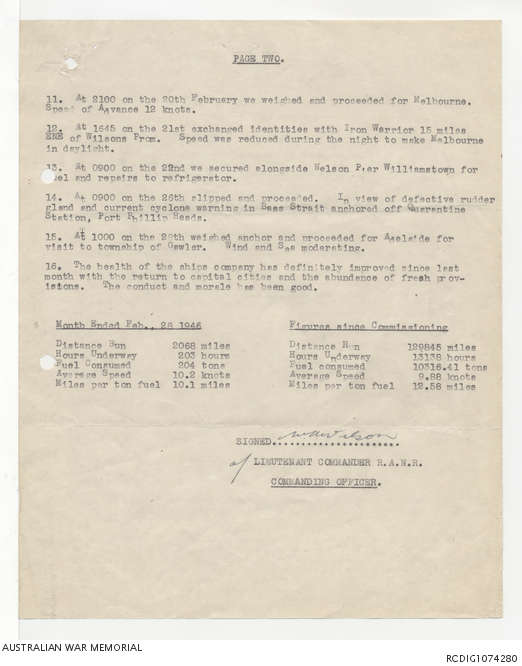 PAGE TWO.
11. At 2100 on the 20th February we weighed and proceeded for Melbourne.
Speed of Aavance 12 knots.
12. At 1645 on the 21st exchanged identities with Iron Warrior 15 miles
ENE of Wilsons Prom. Speed was reduced during the night to make Melbourne
in daylight.
13. At 0900 on the 22nd we secured alongside Nelson Pier Williamstown for
fuel and repairs to refrigerator.
14. At 0900 on the 26th slipped and proceeded. In view of defective rudder
gland and current cyclone warning in Bass Strait anchored off Quarentine
Station, Port Phillip Heads.
15. At 1000 on the 28th weighed anchor and proceeded for Adelaide for
visit to township of Gawler. Wind and Sea moderating.
16. The health of the ships company has definitely improved since last
month with the return to capital cities and the abundance of fresh prov-
isions. The conduct and morale has been good.
Month Ended Feb., 28 1946 Figures since Commissioning
Distance Run 2068 miles Distance Run 129845 miles
Hours Underway 203 hours Hours Underway 13138 hours
Fuel Consumed 204 tons Fuel consumed 10316.41 tons
Average Speed 10.2 knots Average Speed 9.88 knots
Miles per ton fuel 10.1 miles Miles per ton fuel 12.58 miles
SIGNED.....................
LIEUTENANT COMMANDER R.A.N.R.
COMMANDING OFFICER.
AUSTRALIAN WAR MEMORIAL RCDIG1074280